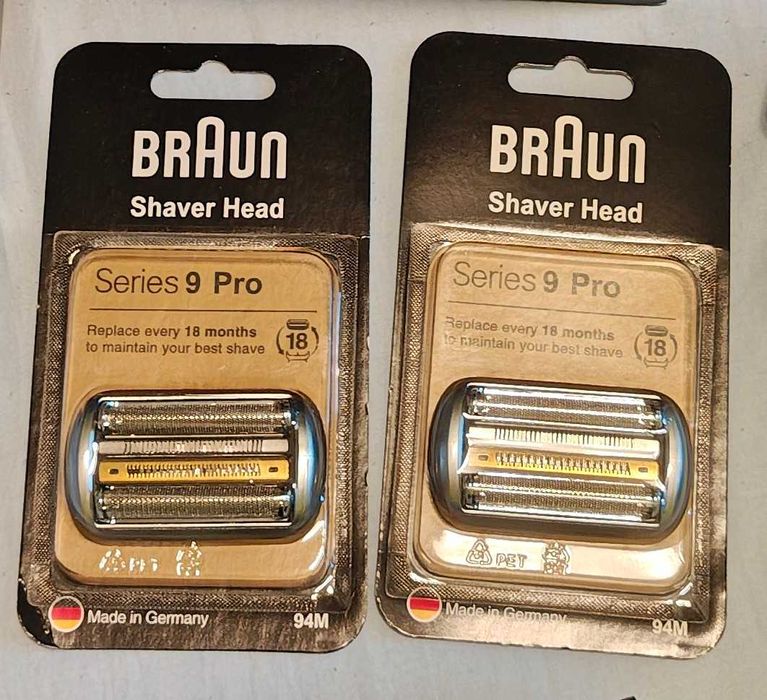 BRAUN
Shaver Head
Series 9 Pro
Replace every 18 months
to maintain your best shave
18
PET
Made in Germany
94M
BRAUN
Shaver Head
Series 9 Pro
Replace every 18 months
to maintain your best shave
18
PET
Made in Germany
94M